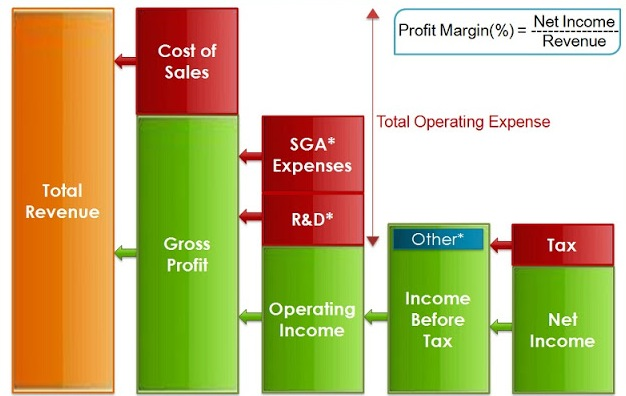 Total
Revenue
Cost of
Sales
Gross
Profit
SGA*
Expenses
R&D*
Operating
Income
Total Operating Expense
Other*
Income
Before
Tax
Tax
Net
Income
Profit Margin(%) = Net Income
Revenue